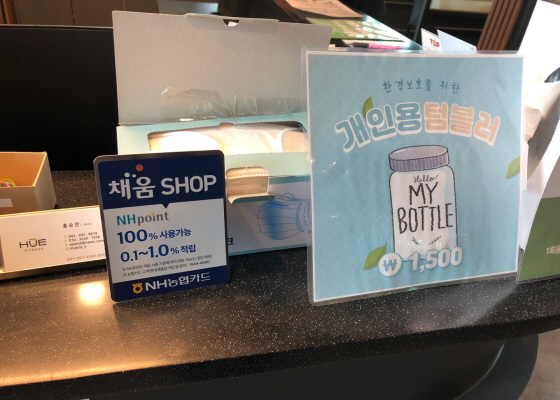 환경보호를 위한
개인용 텀블러
Hello!
MY
BOTTLE
₩ 1,500
채움 SHOP
NHpoint
100% 사용가능
0.1~1.0% 적립
NH농협카드
HUE
TOP